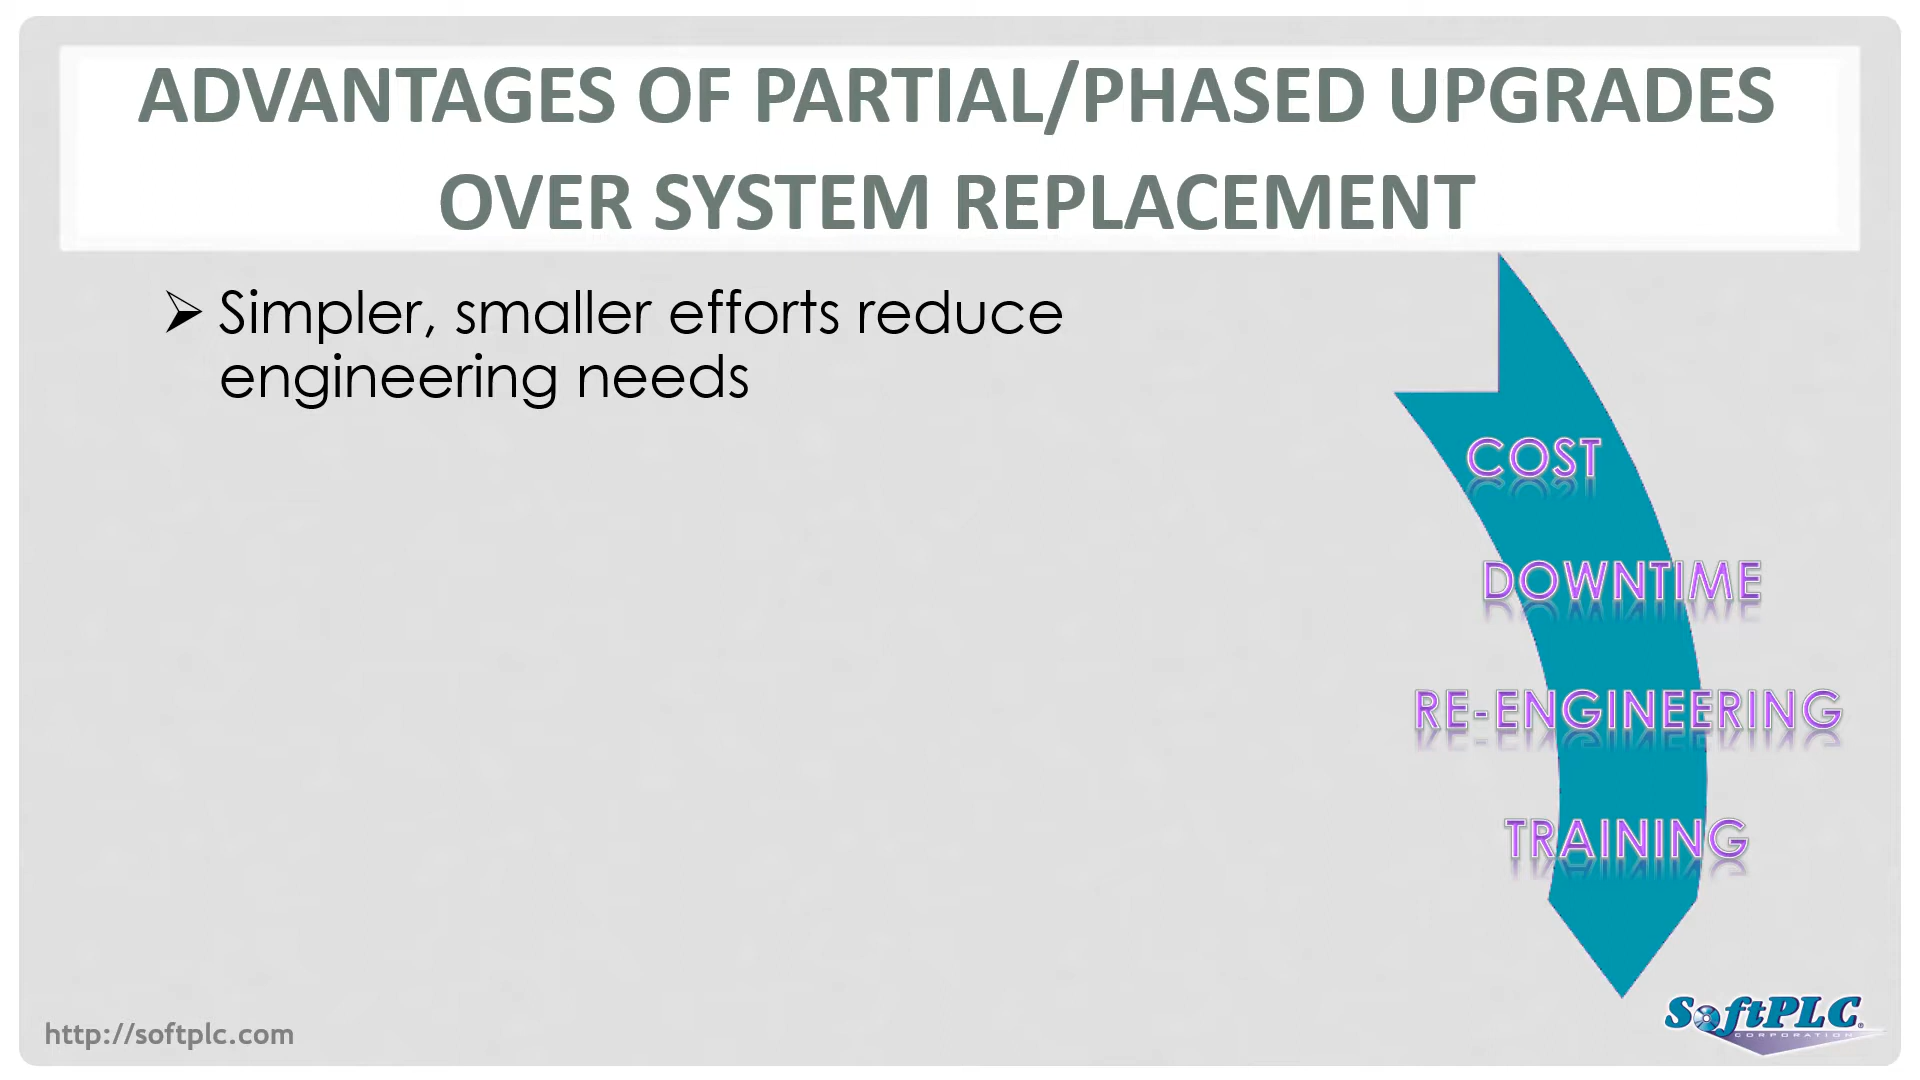 ADVANTAGES OF PARTIAL/PHASED UPGRADES
OVER SYSTEM REPLACEMENT
Simpler, smaller efforts reduce
engineering needs
COST
DOWNTIME
RE-ENGINEERING
TRAINING
http://softplc.com
SoftPLC®
CORPORATION